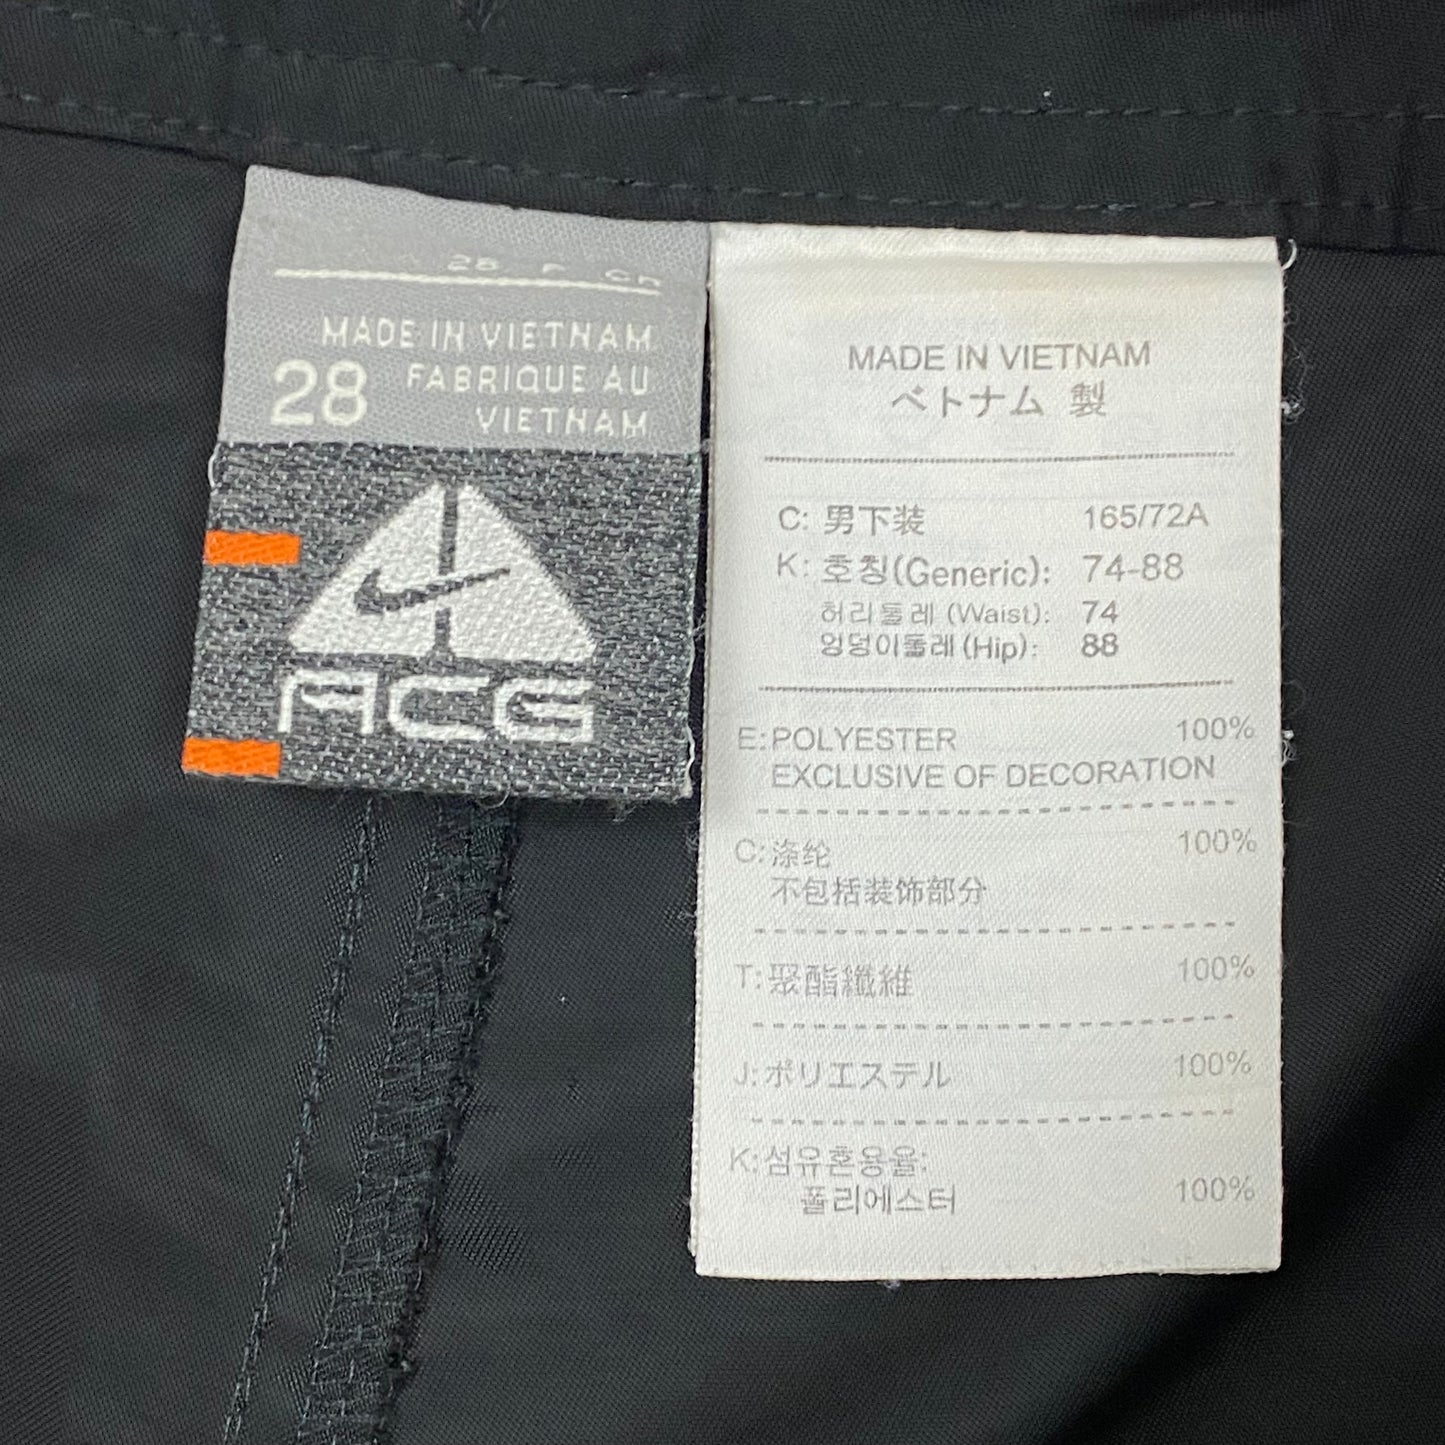 MADE IN VIETNAM
28
FABRIQUE AU
VIETNAM
ACG
MADE IN VIETNAM
ベトナム 製
C: 男下装 165/72A
K: 호칭(Generic): 74-88
허리둘레 (Waist): 74
엉덩이둘레 (Hip): 88
E: POLYESTER 100%
EXCLUSIVE OF DECORATION
C: 涤纶 100%
不包括装饰部分
T: 聚酯纖維 100%
J: ポリエステル 100%
K: 섬유혼용율:
폴리에스터 100%